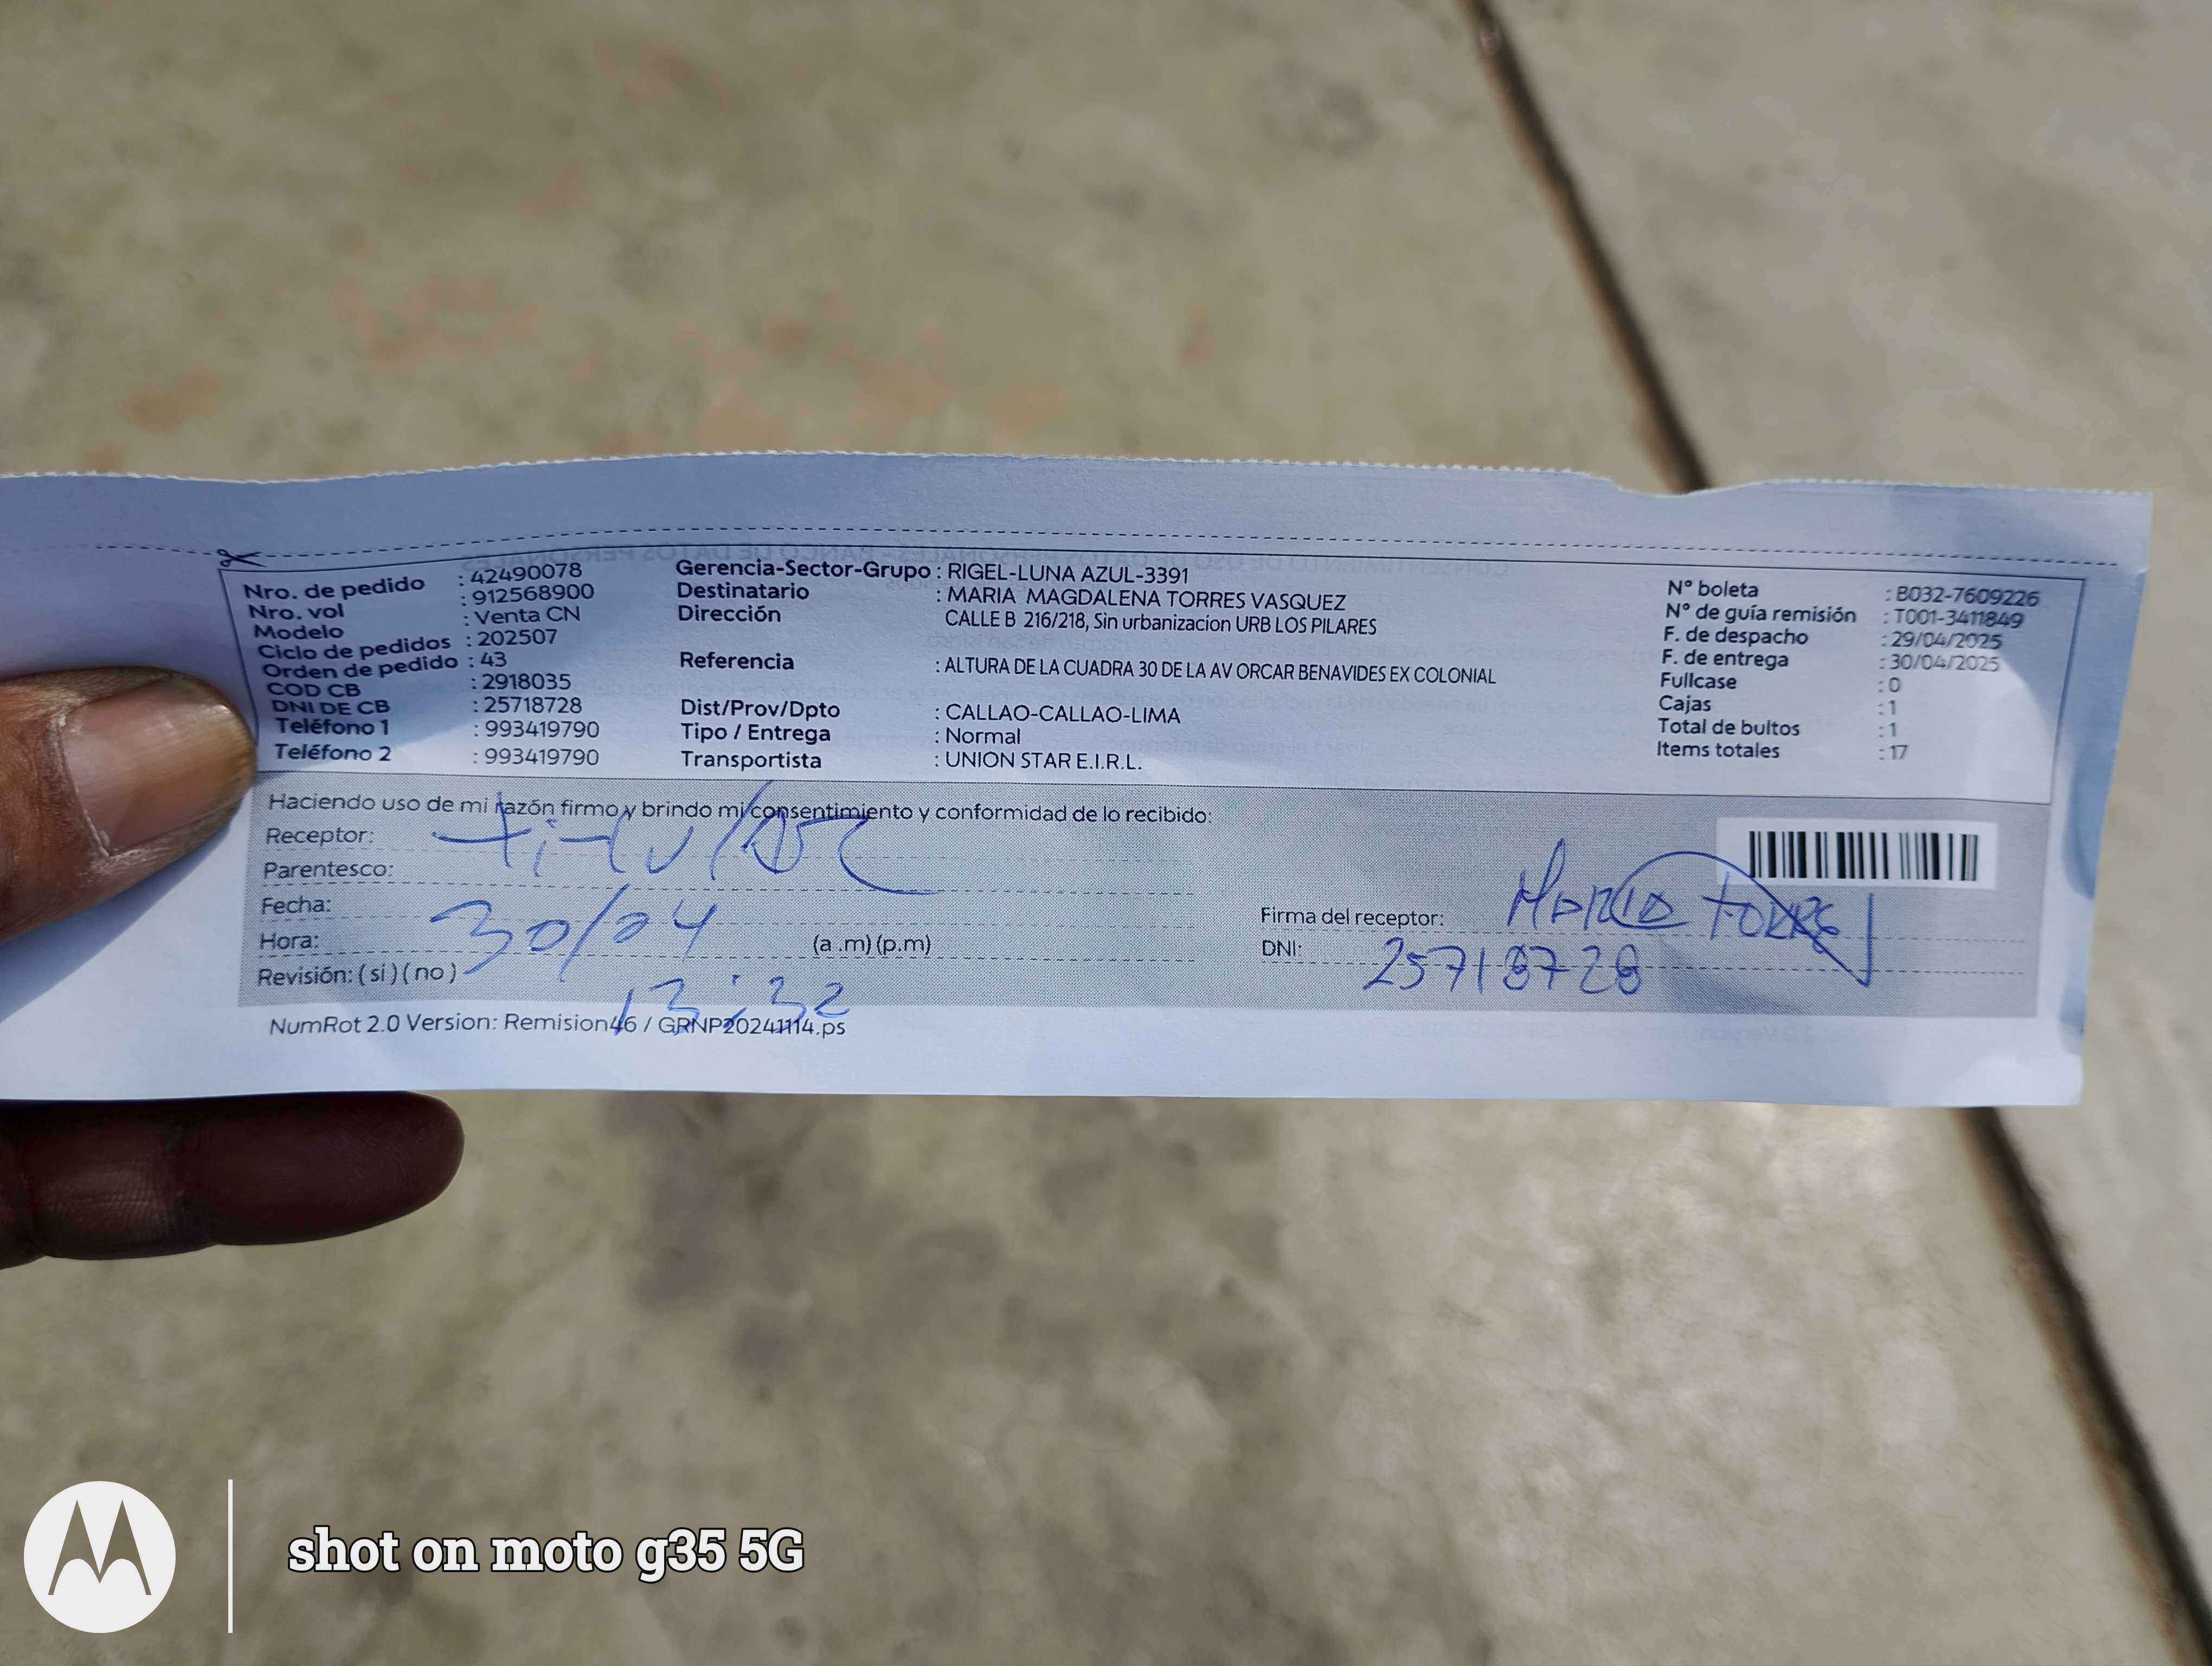 Nro. de pedido : 42490078
Nro. vol : 912568900
Modelo : Venta CN
Ciclo de pedidos : 202507
Orden de pedido : 43
COD CB : 2918035
DNI DE CB : 25718728
Teléfono 1 : 993419790
Teléfono 2 : 993419790
Gerencia-Sector-Grupo : RIGEL-LUNA AZUL-3391
Destinatario : MARIA MAGDALENA TORRES VASQUEZ
Dirección CALLE B 216/218, Sin urbanizacion URB LOS PILARES
Referencia : ALTURA DE LA CUADRA 30 DE LA AV ORCAR BENAVIDES EX COLONIAL
Dist/Prov/Dpto : CALLAO-CALLAO-LIMA
Tipo / Entrega : Normal
Transportista : UNION STAR E.I.R.L.
N° boleta : B032-7609226
N° de guía remisión : T001-3411849
F. de despacho : 29/04/2025
F. de entrega : 30/04/2025
Fullcase : 0
Cajas : 1
Total de bultos : 1
Items totales : 17
Haciendo uso de mi razón firmo y brindo mi consentimiento y conformidad de lo recibido:
Receptor: titular
Parentesco:
Fecha: 30/04
Hora: (a .m) (p.m)
Revisión: ( si ) ( no )
13:32
Firma del receptor: MARIA TORRES
DNI: 25718728
NumRot 2.0 Version: Remision46 / GRNP20241114.ps
shot on moto g35 5G